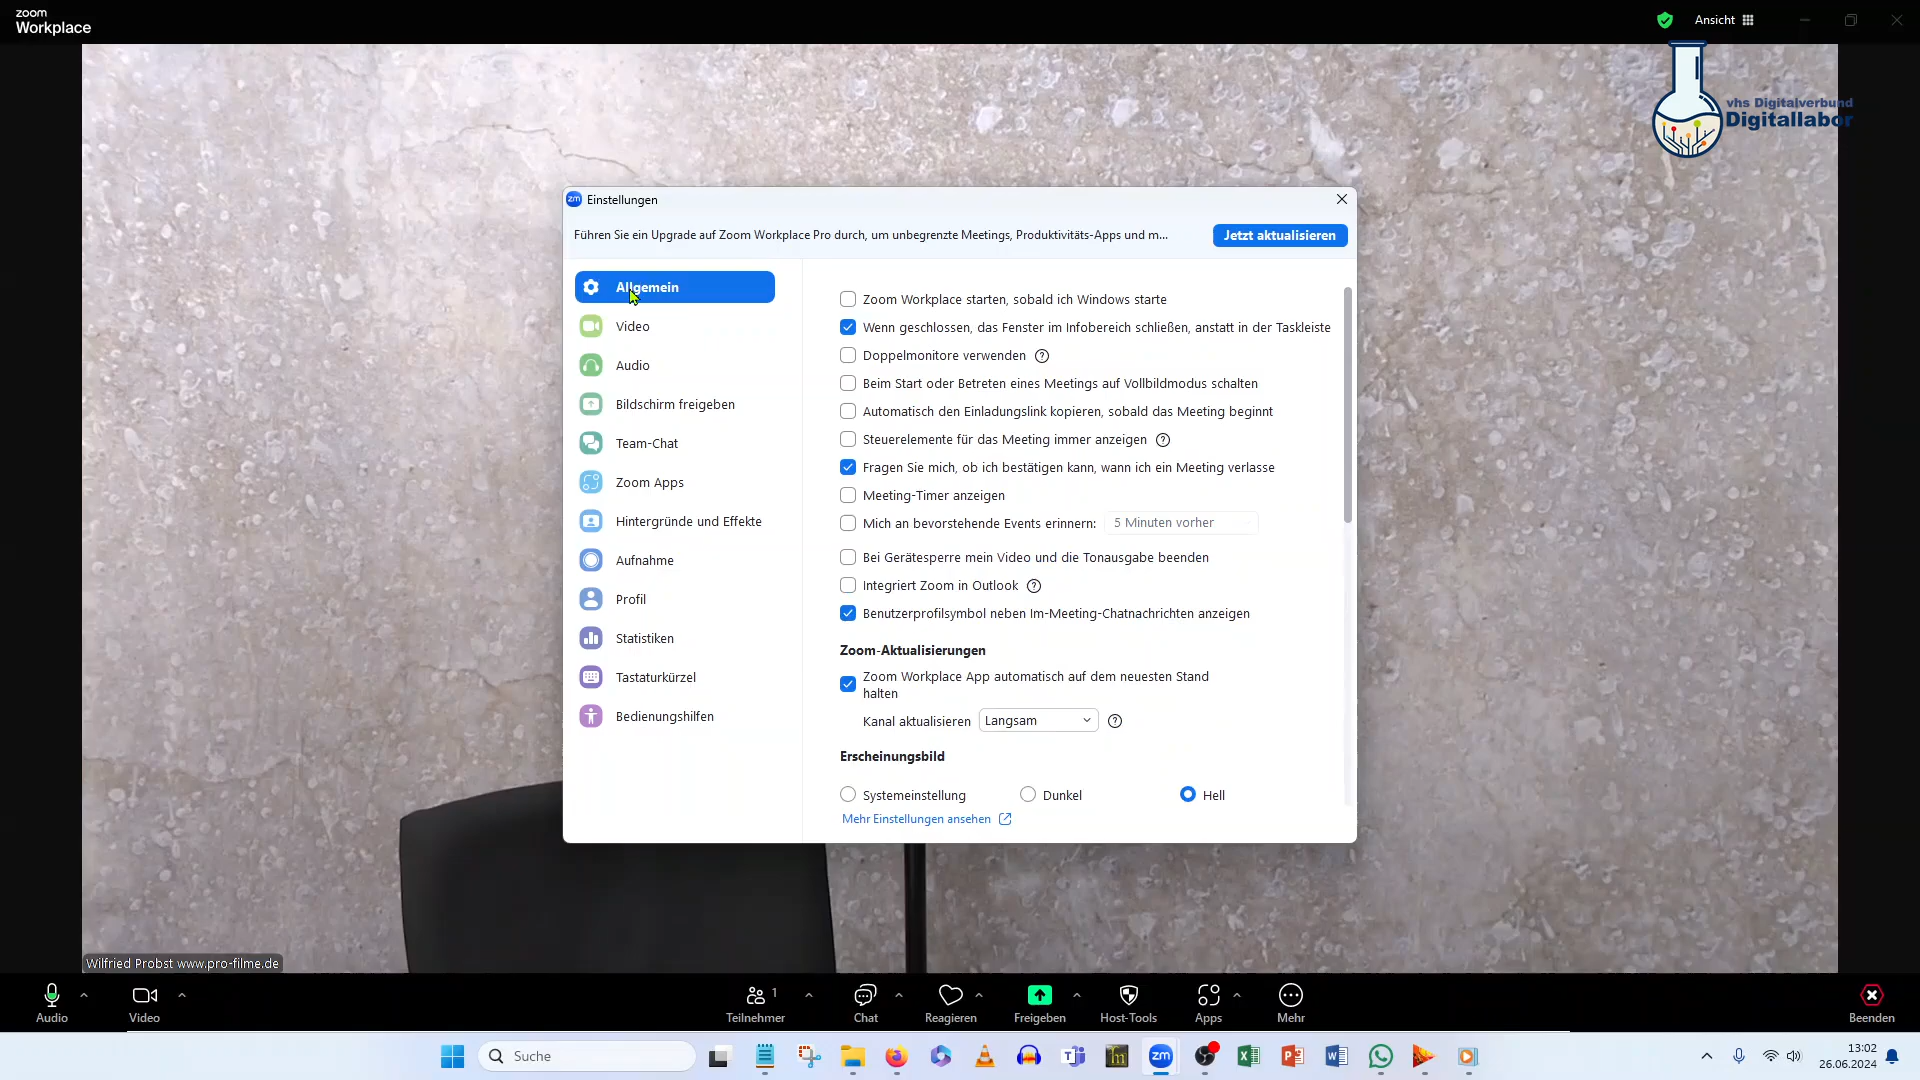 zoom
Workplace
Ansicht
vhs Digitalverbund
Digitallabor
zm Einstellungen
Führen Sie ein Upgrade auf Zoom Workplace Pro durch, um unbegrenzte Meetings, Produktivitäts-Apps und m...
Jetzt aktualisieren
Allgemein
Video
Audio
Bildschirm freigeben
Team-Chat
Zoom Apps
Hintergründe und Effekte
Aufnahme
Profil
Statistiken
Tastaturkürzel
Bedienungshilfen
Zoom Workplace starten, sobald ich Windows starte
Wenn geschlossen, das Fenster im Infobereich schließen, anstatt in der Taskleiste
Doppelmonitore verwenden
Beim Start oder Betreten eines Meetings auf Vollbildmodus schalten
Automatisch den Einladungslink kopieren, sobald das Meeting beginnt
Steuerelemente für das Meeting immer anzeigen
Fragen Sie mich, ob ich bestätigen kann, wann ich ein Meeting verlasse
Meeting-Timer anzeigen
Mich an bevorstehende Events erinnern: 5 Minuten vorher
Bei Gerätesperre mein Video und die Tonausgabe beenden
Integriert Zoom in Outlook
Benutzerprofilsymbol neben Im-Meeting-Chatnachrichten anzeigen
Zoom-Aktualisierungen
Zoom Workplace App automatisch auf dem neuesten Stand
halten
Kanal aktualisieren Langsam
Erscheinungsbild
Systemeinstellung Dunkel Hell
Mehr Einstellungen ansehen
Wilfried Probst www.pro-filme.de
1
Audio Video Teilnehmer Chat Reagieren Freigeben Host-Tools Apps Mehr Beenden
Suche
zm
13:02
26.06.2024